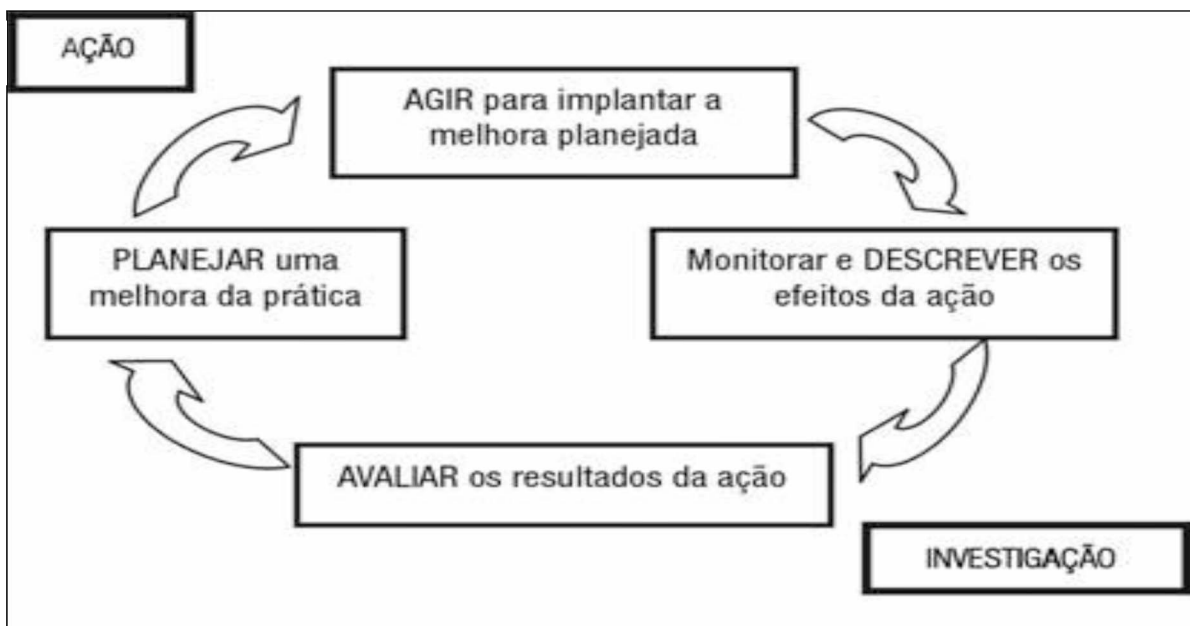 AÇÃO
AGIR para implantar a
melhora planejada
PLANEJAR uma
melhora da prática
Monitorar e DESCREVER os
efeitos da ação
AVALIAR os resultados da ação
INVESTIGAÇÃO